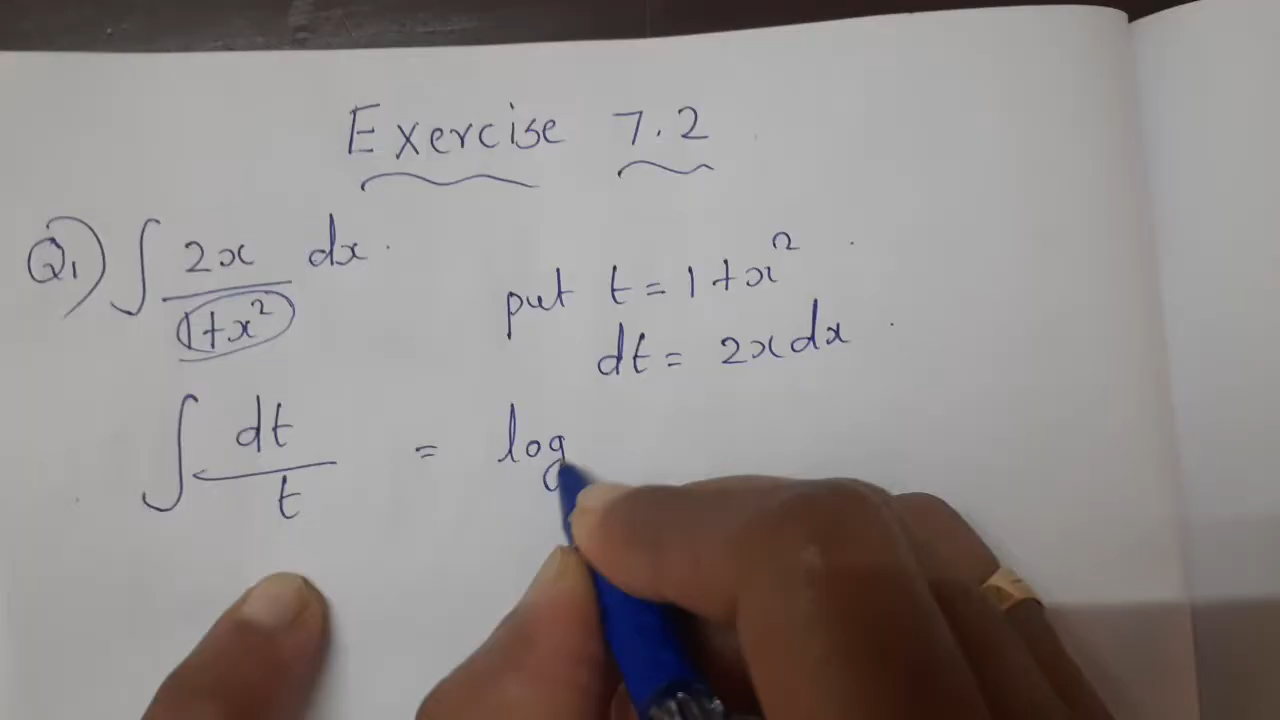 Exercise 7.2
Q1) ∫ 2x/(1+x²) dx.
put t = 1+x²
dt = 2x dx.
∫ dt/t = log